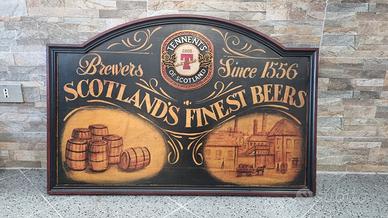 TENNENT'S
OF SCOTLAND
Brewers Since 1556
SCOTLAND'S FINEST BEERS